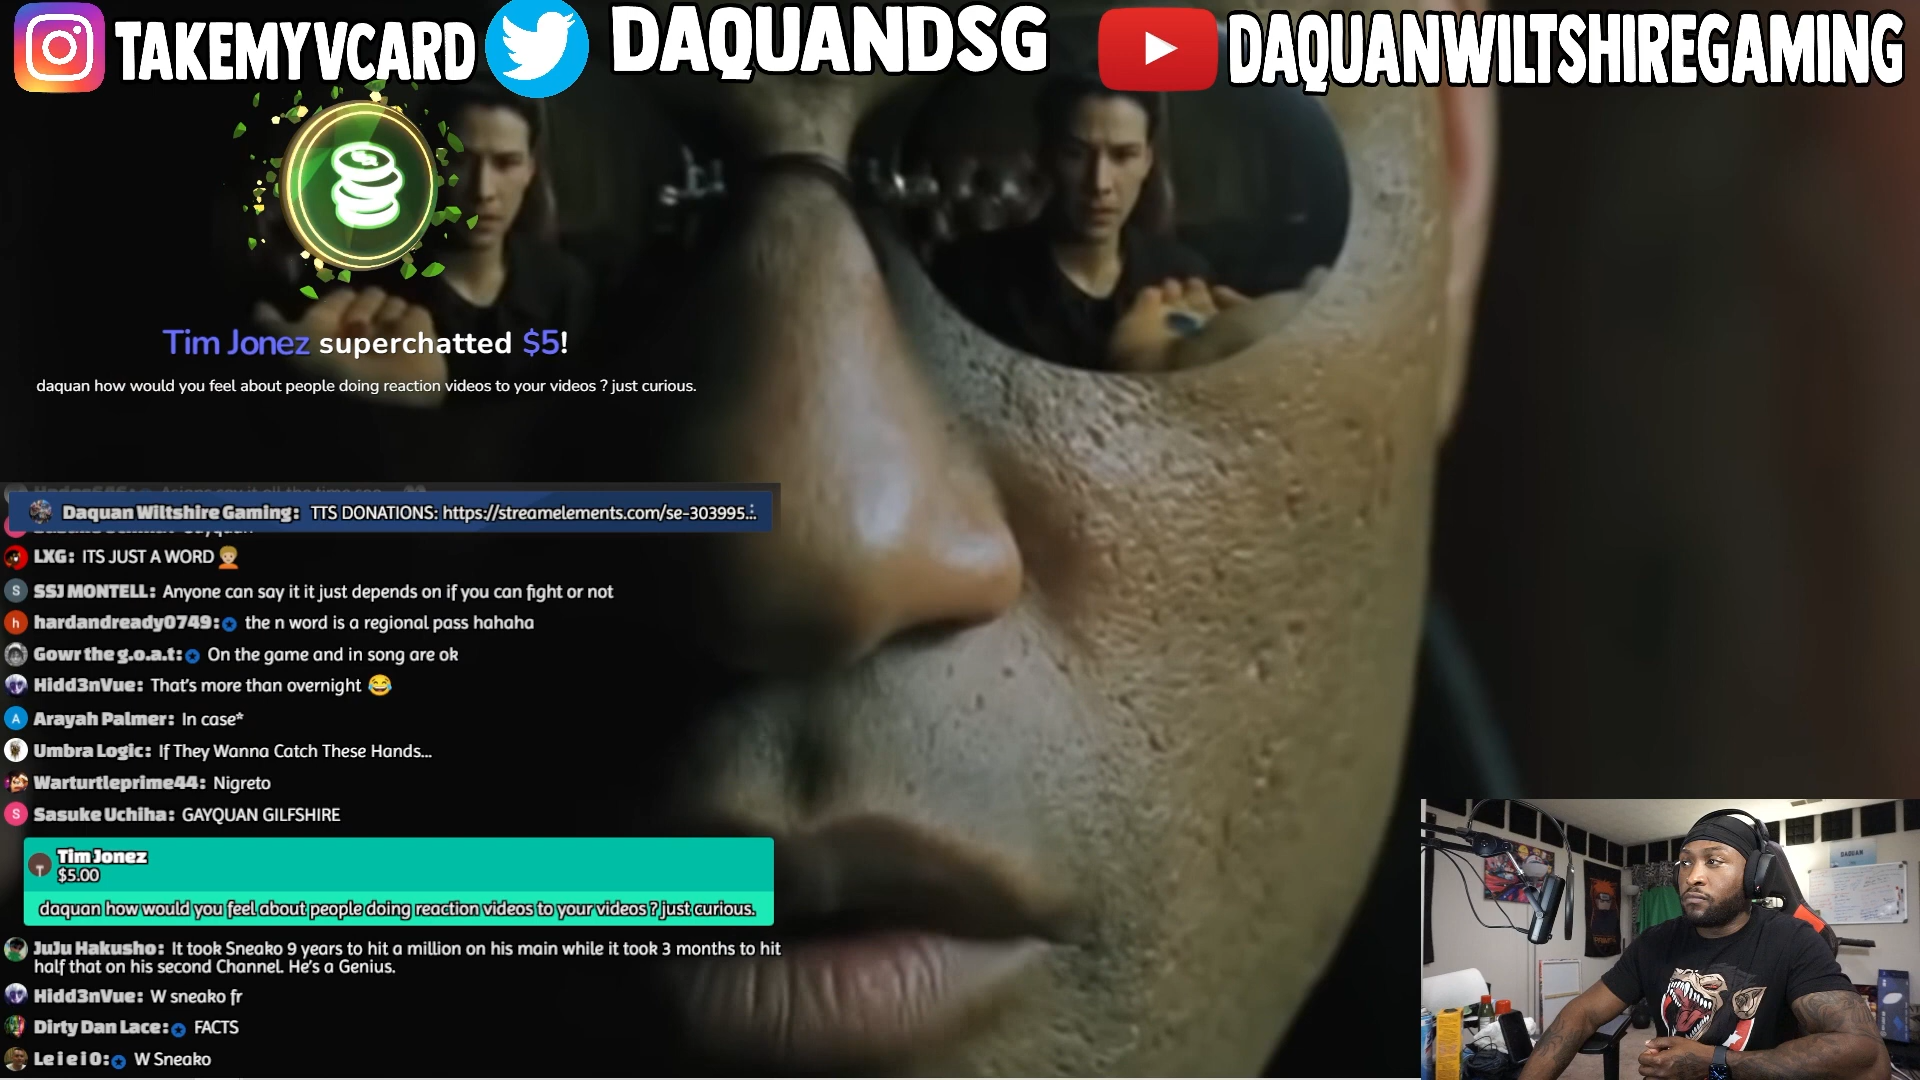 TAKEMYVCARD DAQUANDSG DAQUANWILTSHIREGAMING
Tim Jonez superchatted $5!
daquan how would you feel about people doing reaction videos to your videos ? just curious.
Daquan Wiltshire Gaming: TTS DONATIONS: https://streamelements.com/se-303995...
LXG: ITS JUST A WORD
SSJ MONTELL: Anyone can say it it just depends on if you can fight or not
hardandready0749: the n word is a regional pass hahaha
Gowr the g.o.a.t: On the game and in song are ok
Hidd3nVue: That's more than overnight 😂
Arayah Palmer: In case*
Umbra Logic: If They Wanna Catch These Hands...
Warturtleprime44: Nigreto
Sasuke Uchiha: GAYQUAN GILFSHIRE
Tim Jonez
$5.00
daquan how would you feel about people doing reaction videos to your videos ? just curious.
JuJu Hakusho: It took Sneako 9 years to hit a million on his main while it took 3 months to hit
half that on his second Channel. He's a Genius.
Hidd3nVue: W sneako fr
Dirty Dan Lace: FACTS
Leiei0: W Sneako